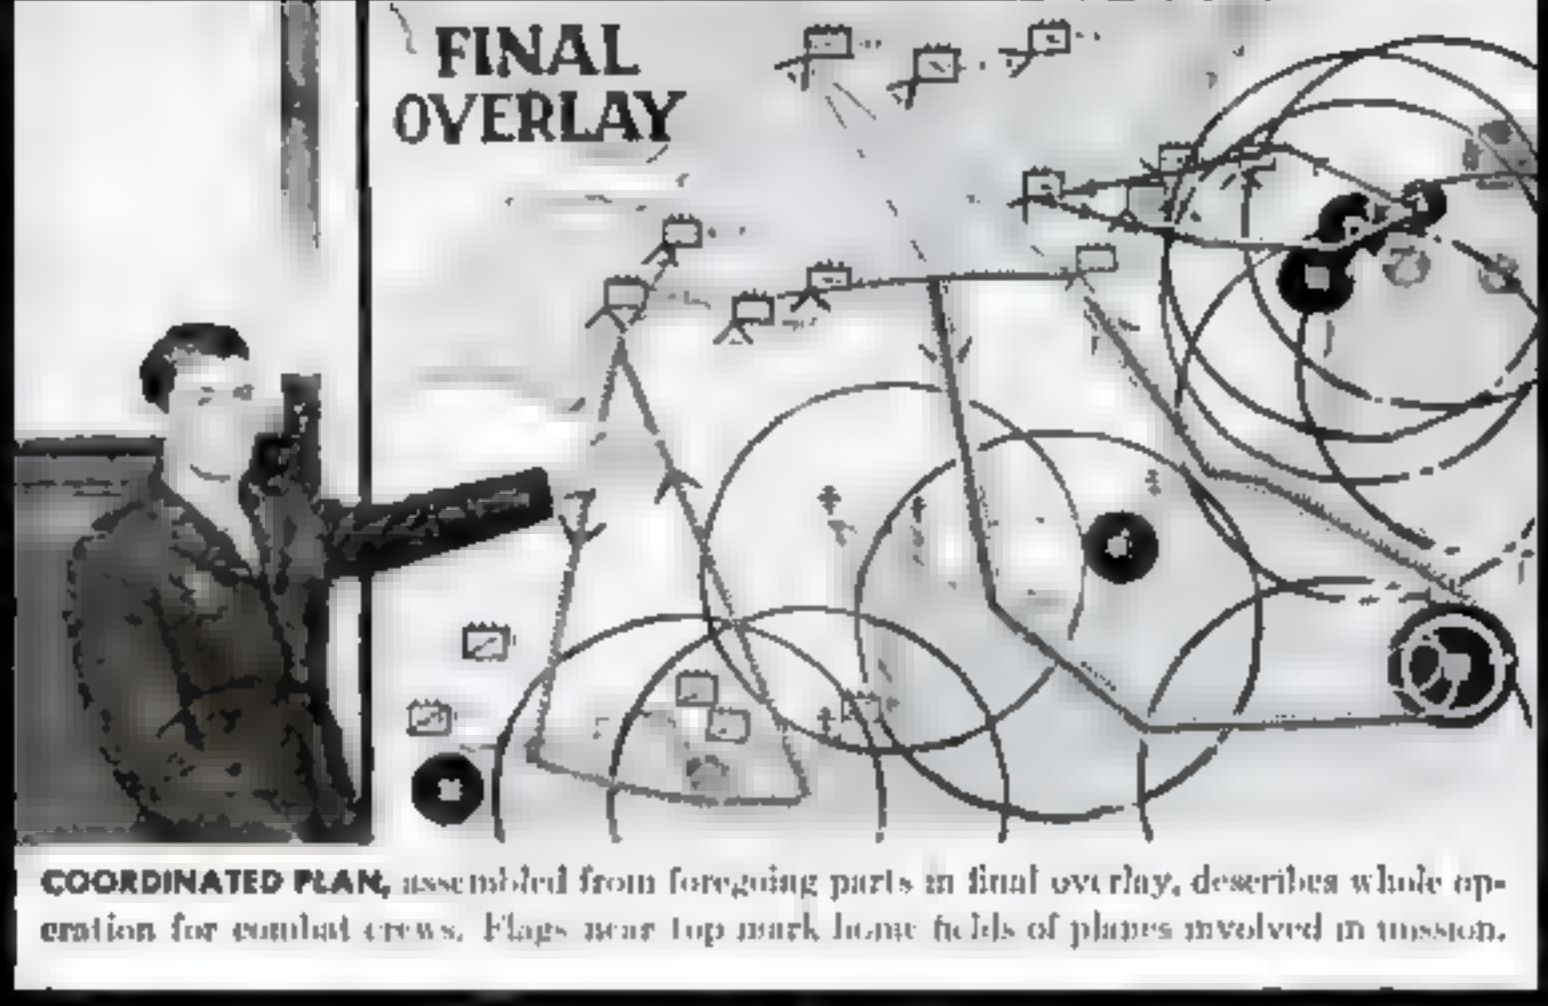 FINAL
OVERLAY
COORDINATED PLAN, assembled from foregoing parts in final overlay, describes whole op-
eration for combat crews. Flags near top mark home fields of planes involved in mission.